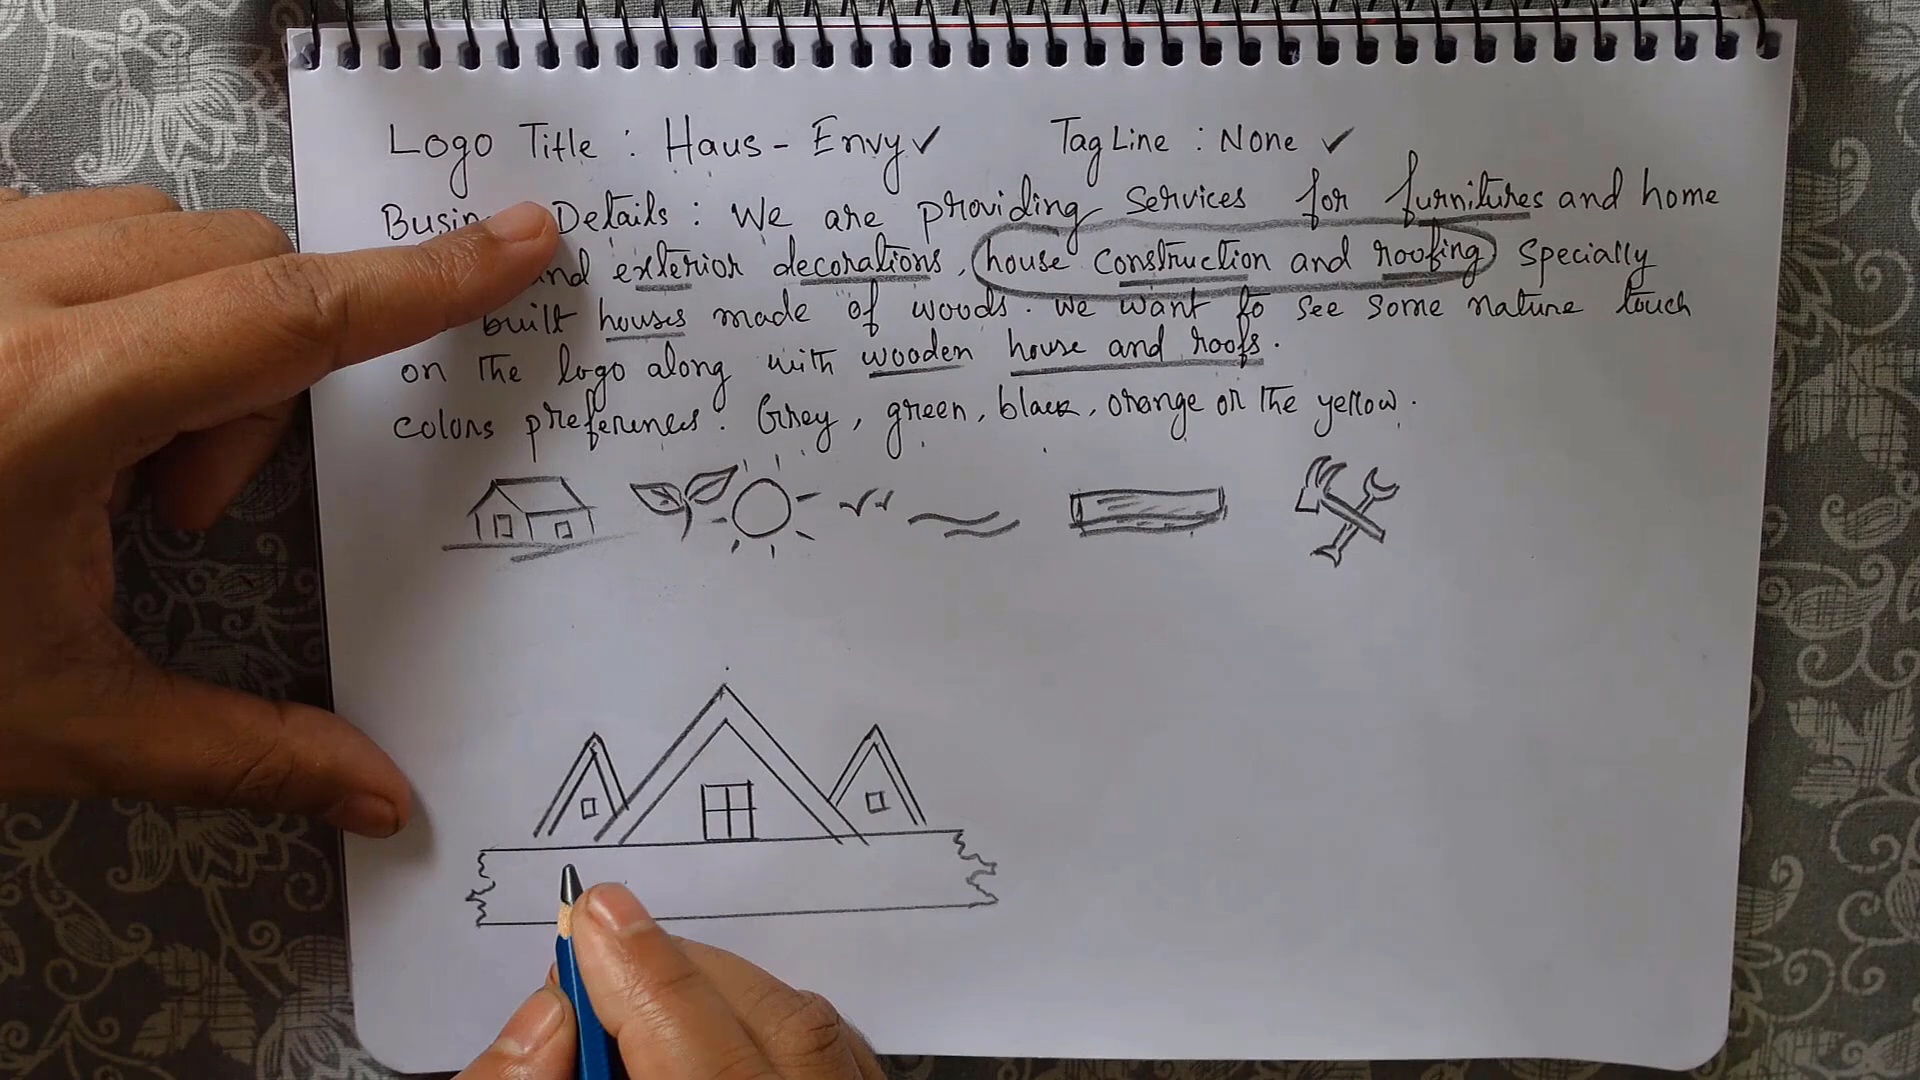 Logo Title : Haus - Envy ✓ TagLine : None ✓
Details : We are providing services for furnitures and home
and exterior decorations, house construction and roofing specially
built houses made of woods. we want to see some nature touch
on the logo along with wooden house and roofs.
colors preferences. Grey, green, black, orange or the yellow.